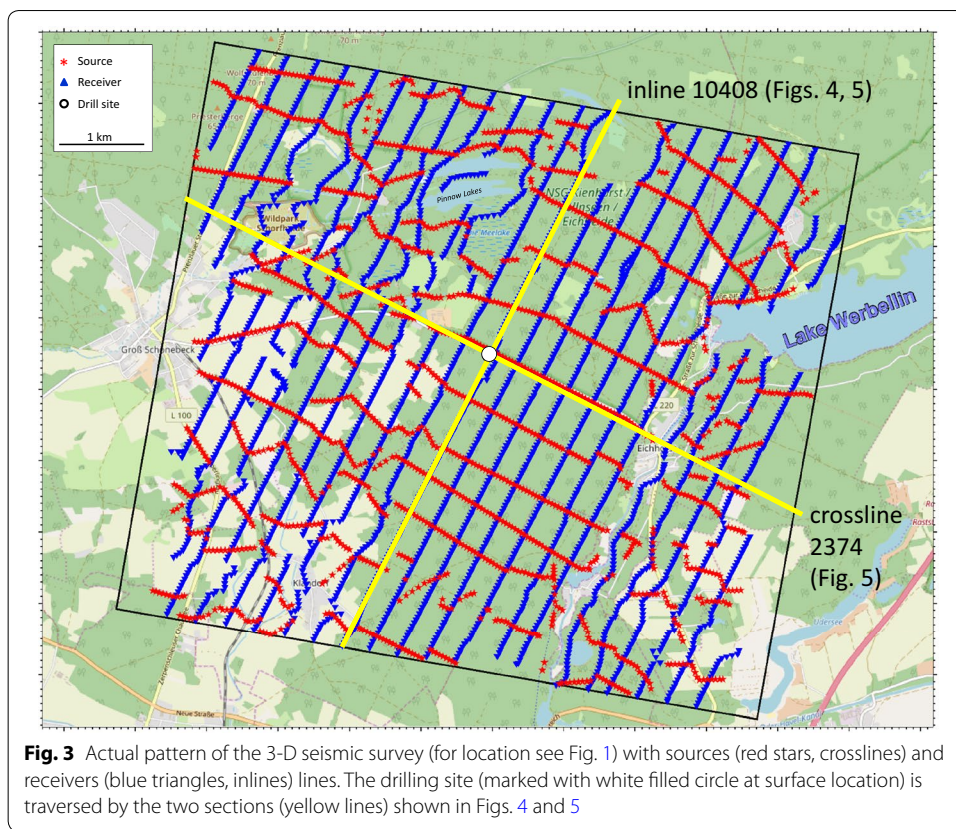 70 m
Source
Receiver
Drill site
1 km
inline 10408 (Figs. 4, 5)
Pinnow Lakes
Wildpark
Lake Werbellin
Groß Schönebeck
L 100
L 220
crossline
2374
(Fig. 5)
Üdersee
Neue Straße
Fig. 3 Actual pattern of the 3-D seismic survey (for location see Fig. 1) with sources (red stars, crosslines) and
receivers (blue triangles, inlines) lines. The drilling site (marked with white filled circle at surface location) is
traversed by the two sections (yellow lines) shown in Figs. 4 and 5